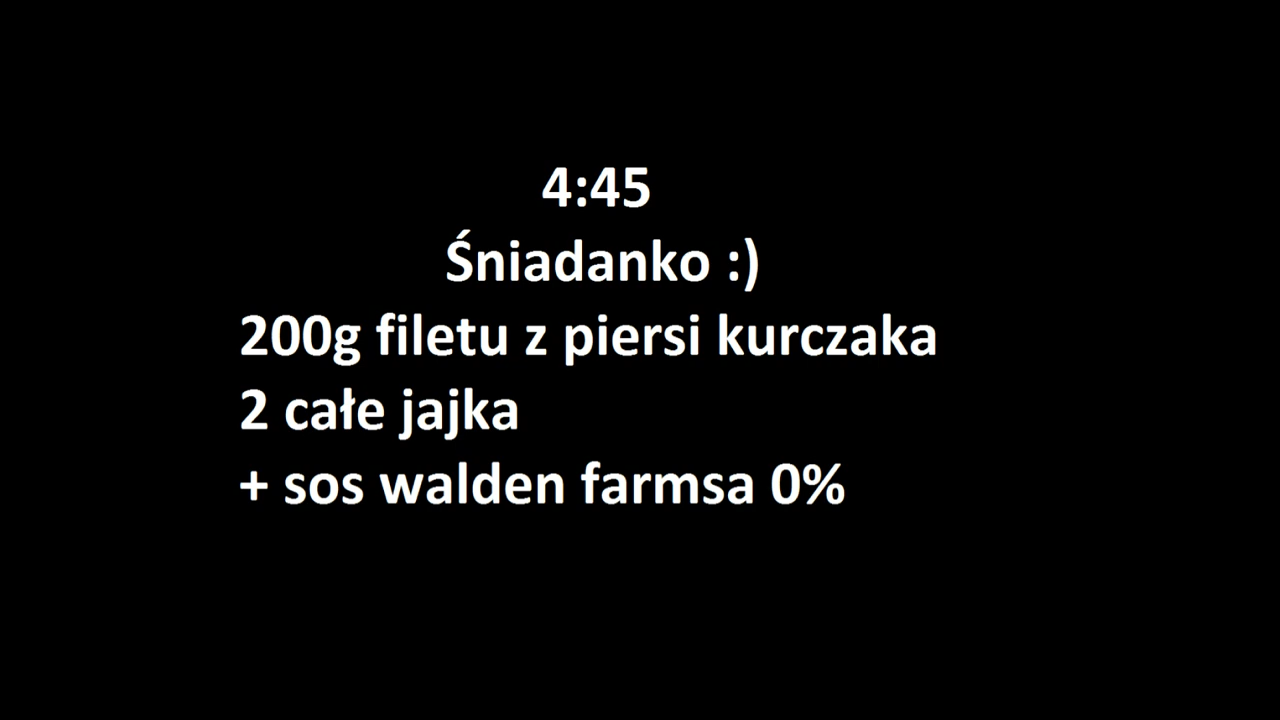 4:45
Śniadanko :)
200g filetu z piersi kurczaka
2 całe jajka
+ sos walden farmsa 0%